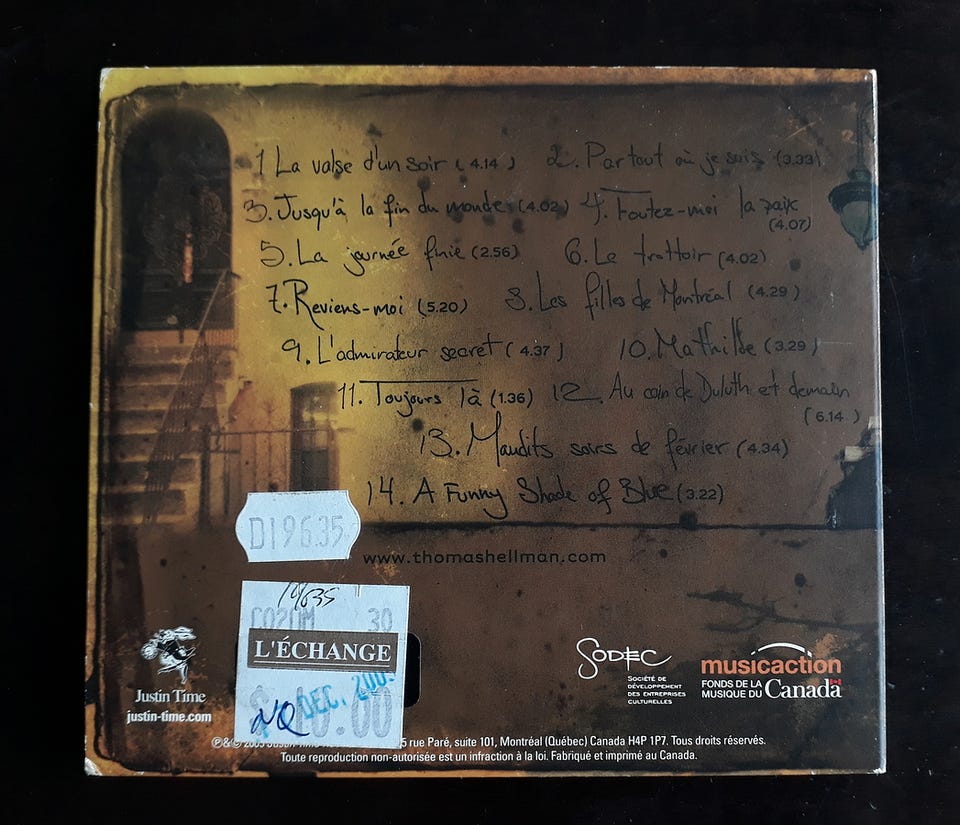 1 La valse d'un soir (4.14) 2. Partout où je sois (3.33)
3. Jusqu'à la fin du monde (4.02) 4. Foutez-moi la paix
(4.07)
5. La journée finie (2.56) 6. Le trottoir (4.02)
7. Reviens-moi (5.20) 8. Les filles de Montréal (4.29)
9. L'admirateur secret (4.37) 10. Mathilde (3.29)
11. Toujours là (1.36) 12. Au coin de Duluth et demain
(6.14)
13. Maudits soirs de février (4.34)
14. A Funny Shade of Blue (3.22)
D19635
www.thomashellman.com
19635
30
L'ÉCHANGE
DEC.
NQ
Justin Time
justin-time.com
SODEC
SOCIÉTÉ DE
DÉVELOPPEMENT
DES ENTREPRISES
CULTURELLES
musicaction
FONDS DE LA
MUSIQUE DU Canada
℗&© 2005 Justin Time rue Paré, suite 101, Montréal (Québec) Canada H4P 1P7. Tous droits réservés.
Toute reproduction non-autorisée est un infraction à la loi. Fabriqué et imprimé au Canada.